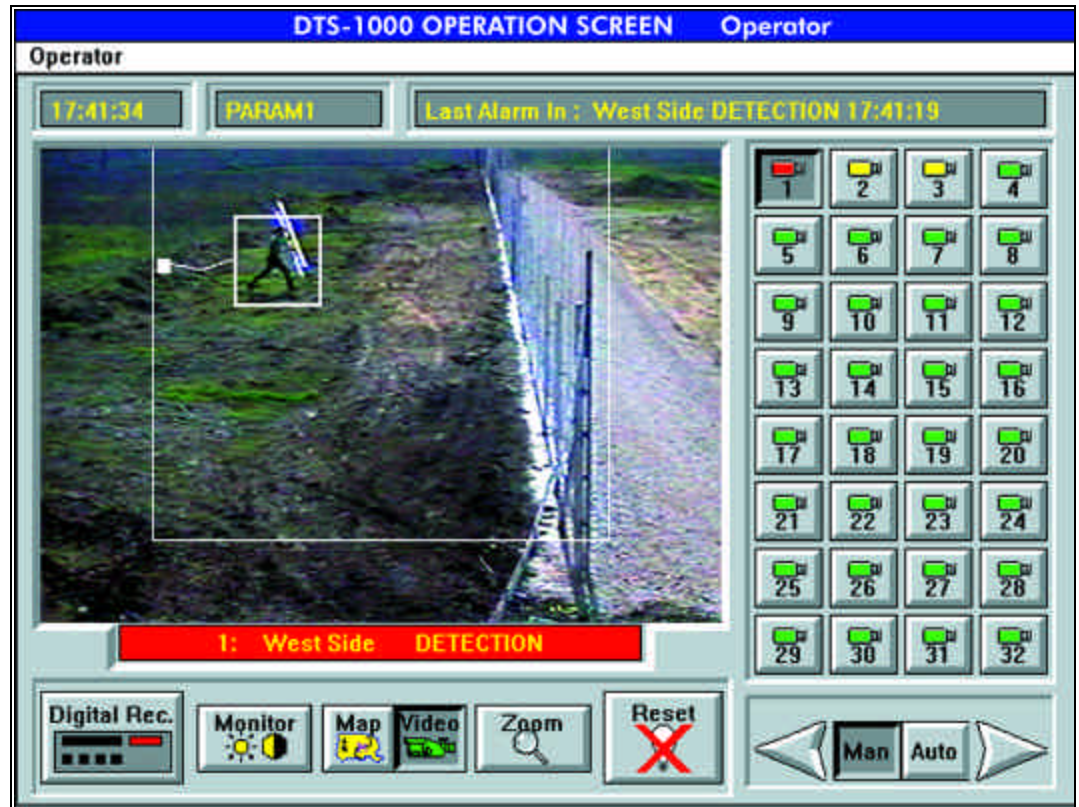 DTS-1000 OPERATION SCREEN Operator
Operator
17:41:34 PARAM1 Last Alarm In : West Side DETECTION 17:41:19
1 2 3 4
5 6 7 8
9 10 11 12
13 14 15 16
17 18 19 20
21 22 23 24
25 26 27 28
29 30 31 32
1: West Side DETECTION
Digital Rec. Monitor Map Video Zoom Reset
Man Auto